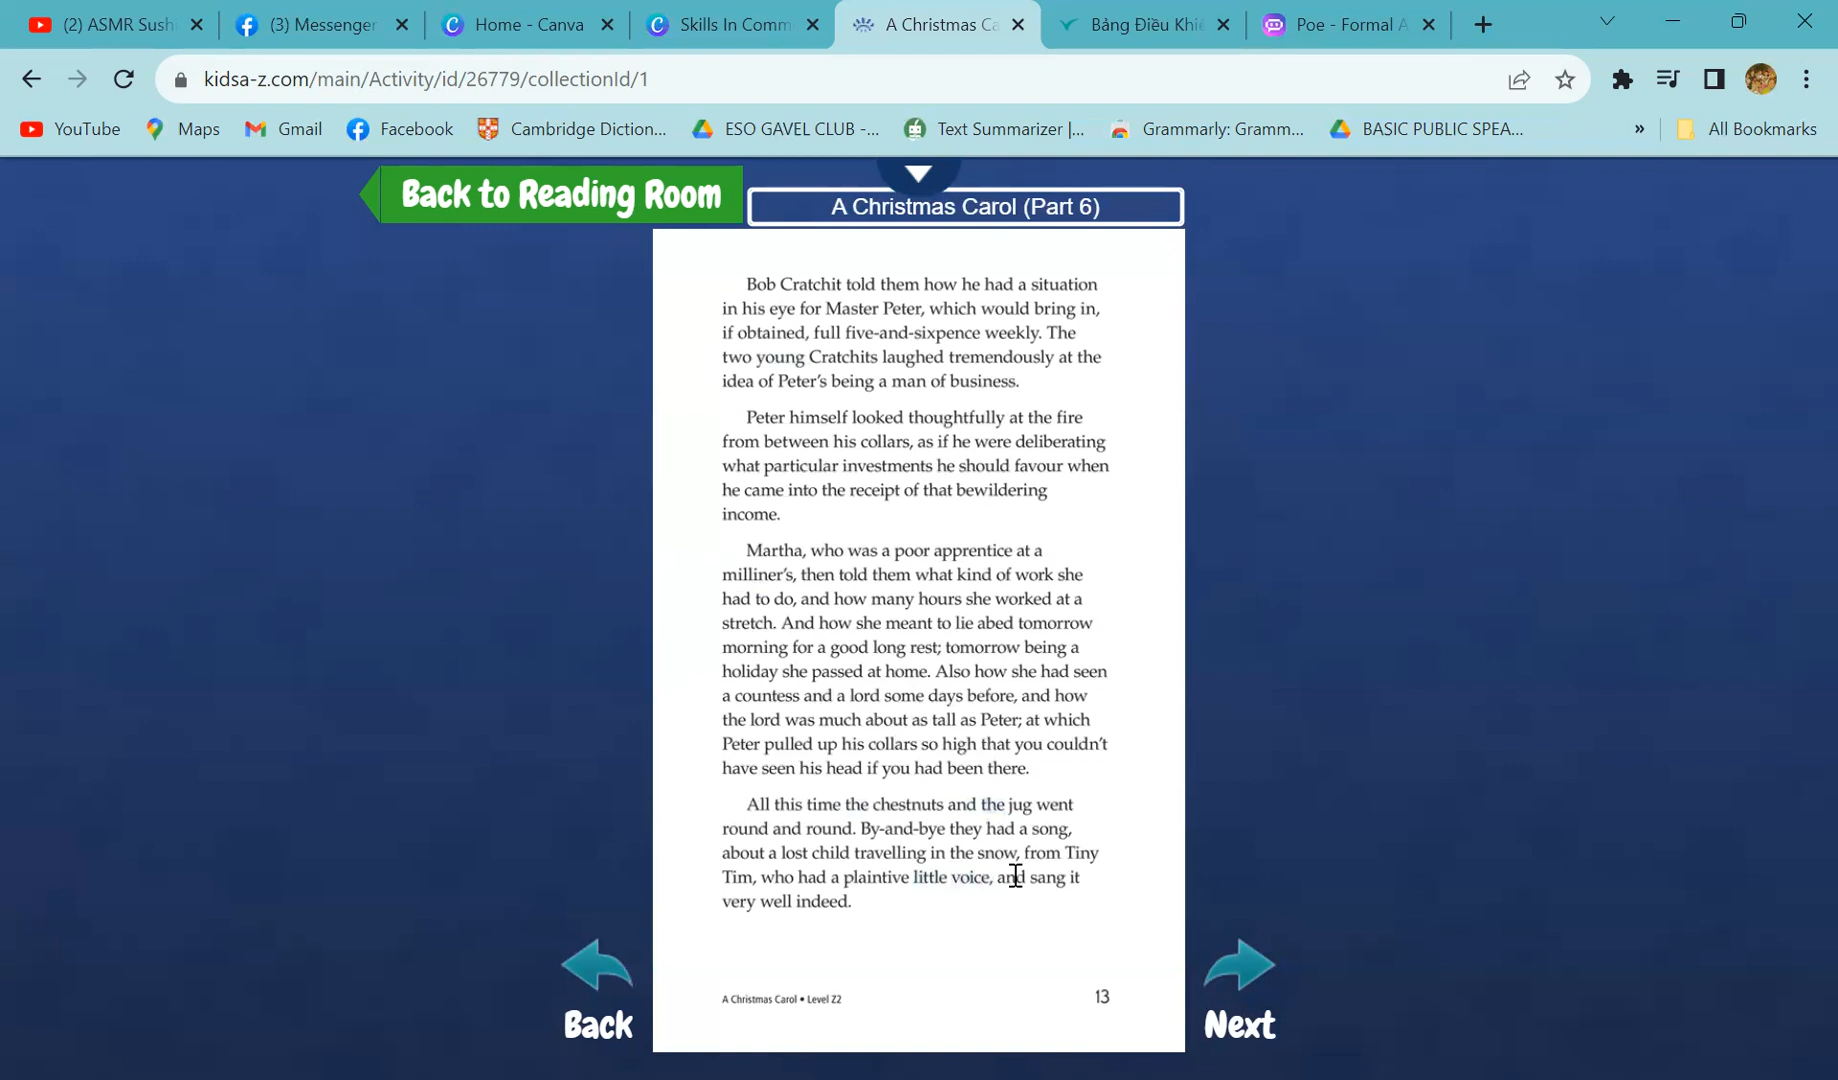 (2) ASMR Sushi
(3) Messenger
Home - Canva
Skills In Comm
A Christmas Ca
Bảng Điều Khiể
Poe - Formal A
kidsa-z.com/main/Activity/id/26779/collectionId/1
YouTube
Maps
Gmail
Facebook
Cambridge Diction...
ESO GAVEL CLUB -...
Text Summarizer |...
Grammarly: Gramm...
BASIC PUBLIC SPEA...
»
All Bookmarks
Back to Reading Room
A Christmas Carol (Part 6)
Bob Cratchit told them how he had a situation
in his eye for Master Peter, which would bring in,
if obtained, full five-and-sixpence weekly. The
two young Cratchits laughed tremendously at the
idea of Peter's being a man of business.
Peter himself looked thoughtfully at the fire
from between his collars, as if he were deliberating
what particular investments he should favour when
he came into the receipt of that bewildering
income.
Martha, who was a poor apprentice at a
milliner's, then told them what kind of work she
had to do, and how many hours she worked at a
stretch. And how she meant to lie abed tomorrow
morning for a good long rest; tomorrow being a
holiday she passed at home. Also how she had seen
a countess and a lord some days before, and how
the lord was much about as tall as Peter; at which
Peter pulled up his collars so high that you couldn't
have seen his head if you had been there.
All this time the chestnuts and the jug went
round and round. By-and-bye they had a song,
about a lost child travelling in the snow, from Tiny
Tim, who had a plaintive little voice, and sang it
very well indeed.
A Christmas Carol • Level Z2
13
Back
Next